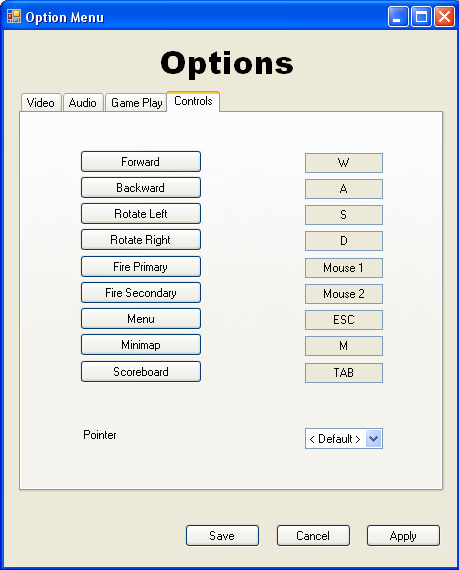 Option Menu
Options
Video Audio Game Play Controls
Forward W
Backward A
Rotate Left S
Rotate Right D
Fire Primary Mouse 1
Fire Secondary Mouse 2
Menu ESC
Minimap M
Scoreboard TAB
Pointer < Default >
Save Cancel Apply